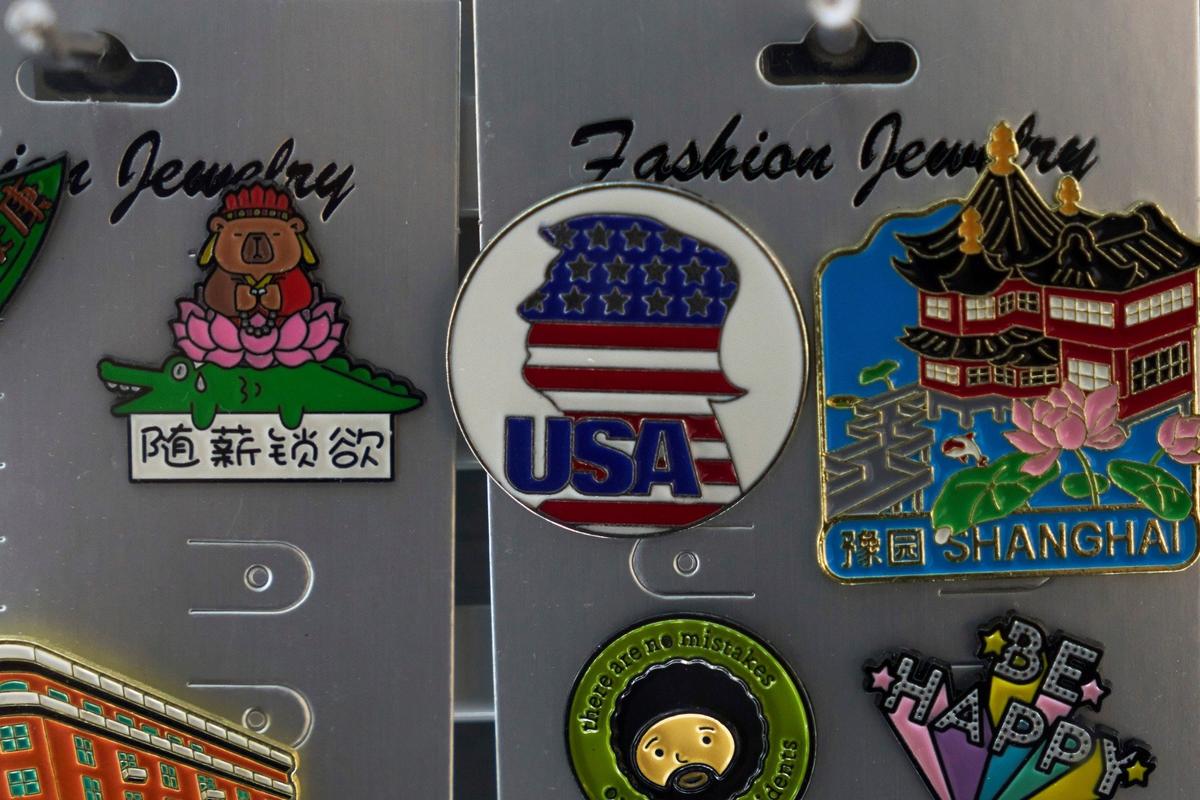 Jewelry
Fashion Jewelry
随薪锁欲
USA
豫园 SHANGHAI
there are no mistakes
BE
HAPPY